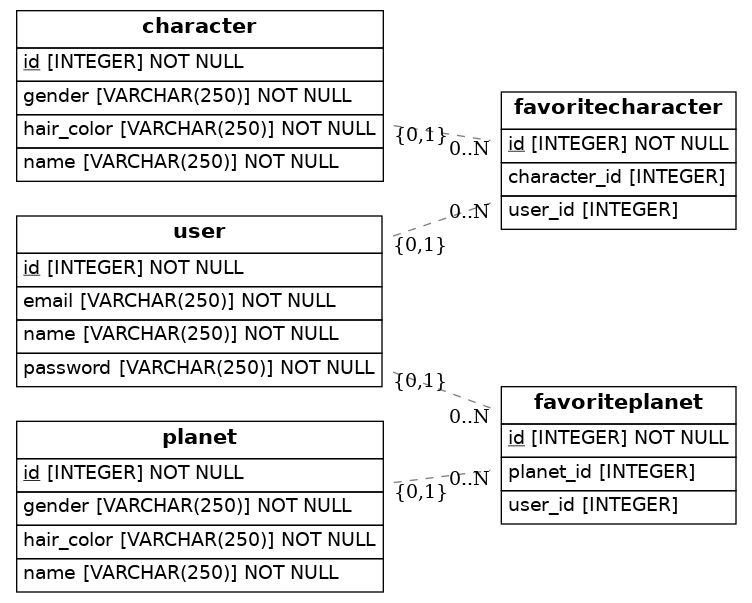 character
id [INTEGER] NOT NULL
gender [VARCHAR(250)] NOT NULL
hair_color [VARCHAR(250)] NOT NULL
name [VARCHAR(250)] NOT NULL
user
id [INTEGER] NOT NULL
email [VARCHAR(250)] NOT NULL
name [VARCHAR(250)] NOT NULL
password [VARCHAR(250)] NOT NULL
planet
id [INTEGER] NOT NULL
gender [VARCHAR(250)] NOT NULL
hair_color [VARCHAR(250)] NOT NULL
name [VARCHAR(250)] NOT NULL
{0,1}
0..N
0..N
{0,1}
{0,1}
0..N
0..N
{0,1}
favoritecharacter
id [INTEGER] NOT NULL
character_id [INTEGER]
user_id [INTEGER]
favoriteplanet
id [INTEGER] NOT NULL
planet_id [INTEGER]
user_id [INTEGER]